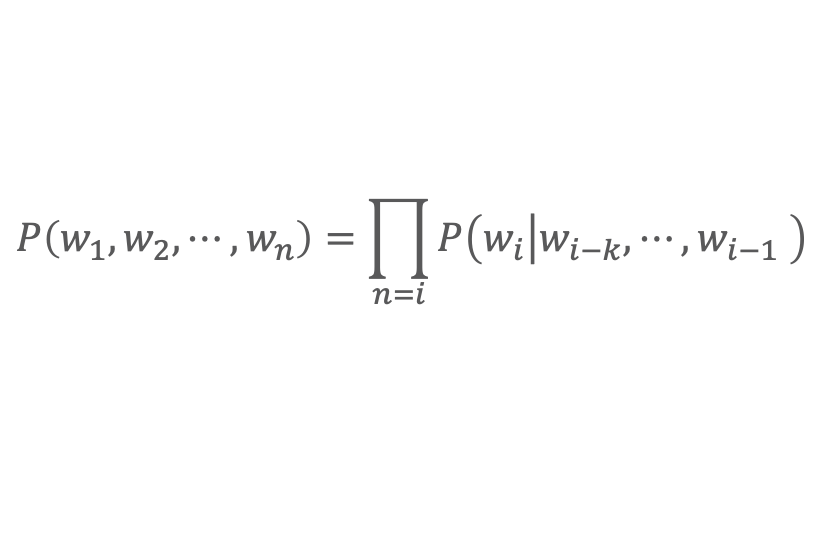 P(w₁, w₂, ⋯, wₙ) = ∏ₙ₌ᵢ P(wᵢ|wᵢ₋ₖ, ⋯, wᵢ₋₁ )